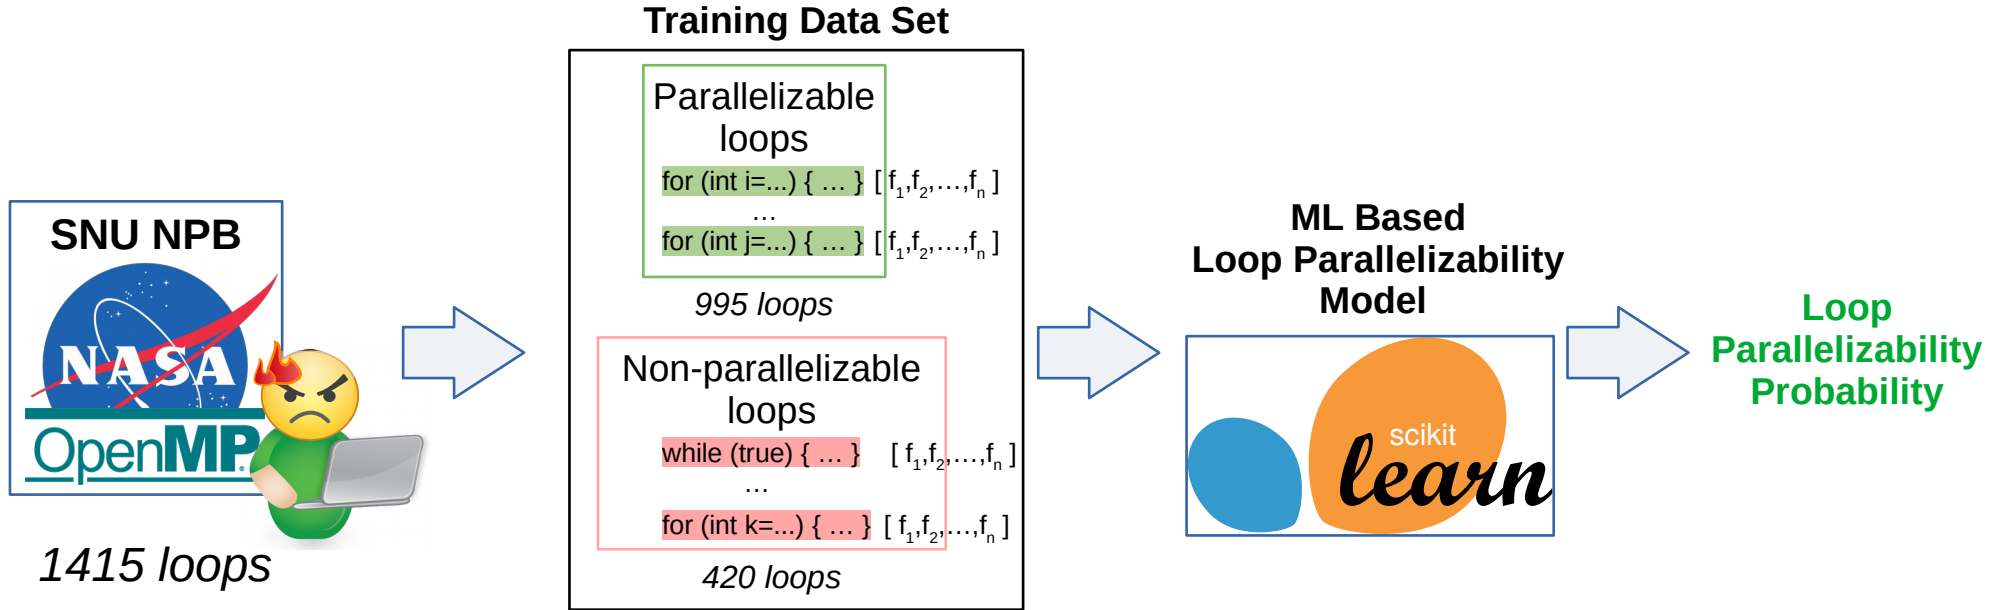 Training Data Set
Parallelizable
loops
for (int i=...) { … } [ f1,f2,…,fn ]
…
for (int j=...) { … } [ f1,f2,…,fn ]
995 loops
Non-parallelizable
loops
while (true) { … } [ f1,f2,…,fn ]
…
for (int k=...) { … } [ f1,f2,…,fn ]
420 loops
SNU NPB
NASA
OpenMP
1415 loops
ML Based
Loop Parallelizability
Model
scikit
learn
Loop
Parallelizability
Probability